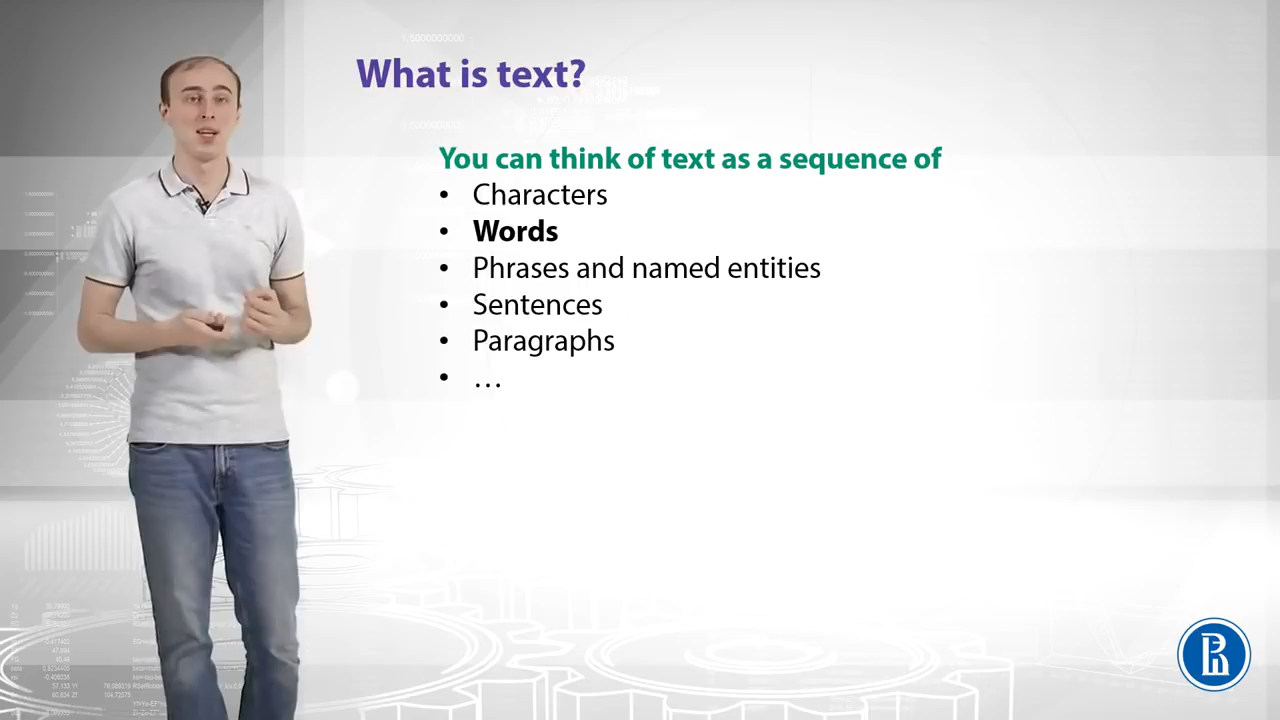 What is text?
You can think of text as a sequence of
• Characters
• Words
• Phrases and named entities
• Sentences
• Paragraphs
• …